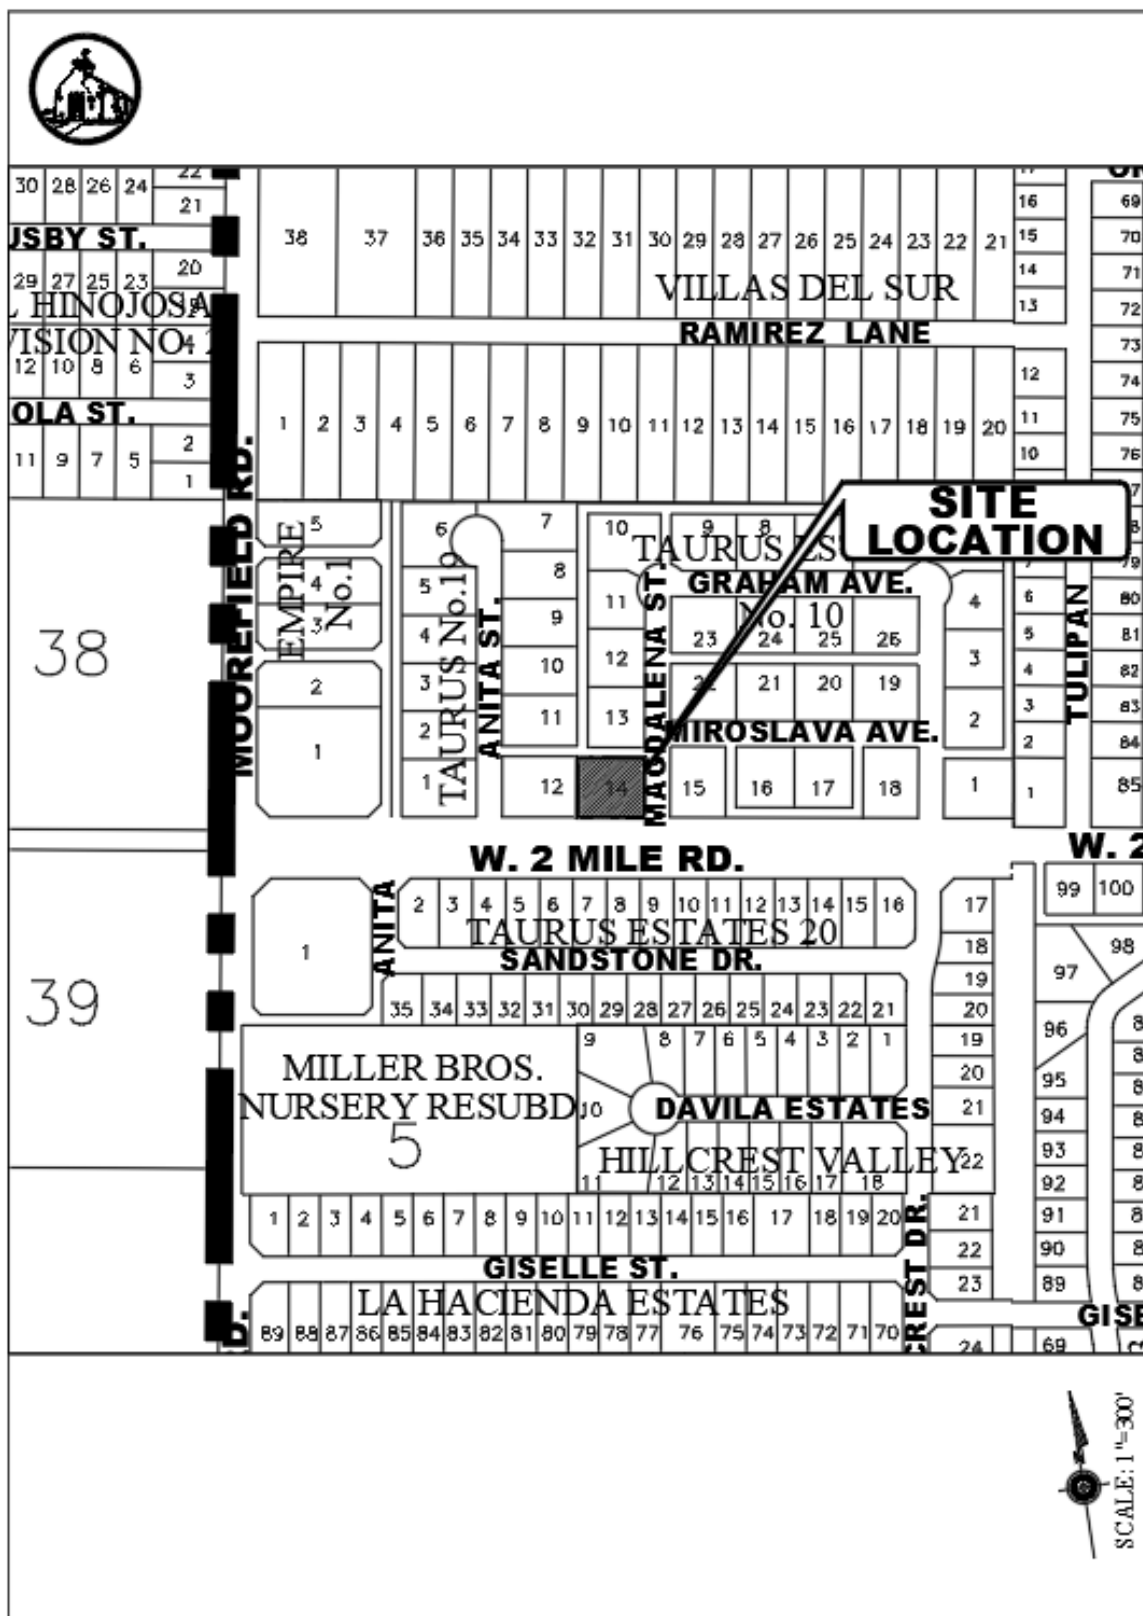 22
30 28 26 24
21
USBY ST.
20
29 27 25 23
L HINOJOSA
VISION NO. 2
4
12 10 8 6
3
OLA ST.
2
11 9 7 5
1
38 37 36 35 34 33 32 31 30 29 28 27 26 25 24 23 22 21
VILLAS DEL SUR
RAMIREZ LANE
1 2 3 4 5 6 7 8 9 10 11 12 13 14 15 16 17 18 19 20
17
16
15
14
13
12
11
10
69
70
71
72
73
74
75
76
SITE
LOCATION
MOOREFIELD RD.
38
39
EMPIRE
No.1
5
4
3
2
1
TAURUS No.19
6
5
4
3
2
1
ANITA ST.
7
8
9
10
11
12
10
11
12
13
14
MAGDALENA ST.
9 8
TAURUS ES
GRAHAM AVE.
No. 10
23 24 25 26
22 21 20 19
MIROSLAVA AVE.
15 16 17 18
4
3
2
1
7
6
5
4
3
2
1
TULIPAN
79
80
81
82
83
84
85
W. 2 MILE RD.
W. 2
1
ANITA
2 3 4 5 6 7 8 9 10 11 12 13 14 15 16
TAURUS ESTATES 20
SANDSTONE DR.
35 34 33 32 31 30 29 28 27 26 25 24 23 22 21
17
18
19
20
19
20
21
22
21
22
23
24
99 100
98
97
96
95
94
93
92
91
90
89
69
MILLER BROS.
NURSERY RESUBD.
5
9 8 7 6 5 4 3 2 1
10
DAVILA ESTATES
HILLCREST VALLEY
11 12 13 14 15 16 17 18
1 2 3 4 5 6 7 8 9 10 11 12 13 14 15 16 17 18 19 20
CREST DR.
GISELLE ST.
GISE
LA HACIENDA ESTATES
D.
89 88 87 86 85 84 83 82 81 80 79 78 77 76 75 74 73 72 71 70
SCALE: 1"=300'